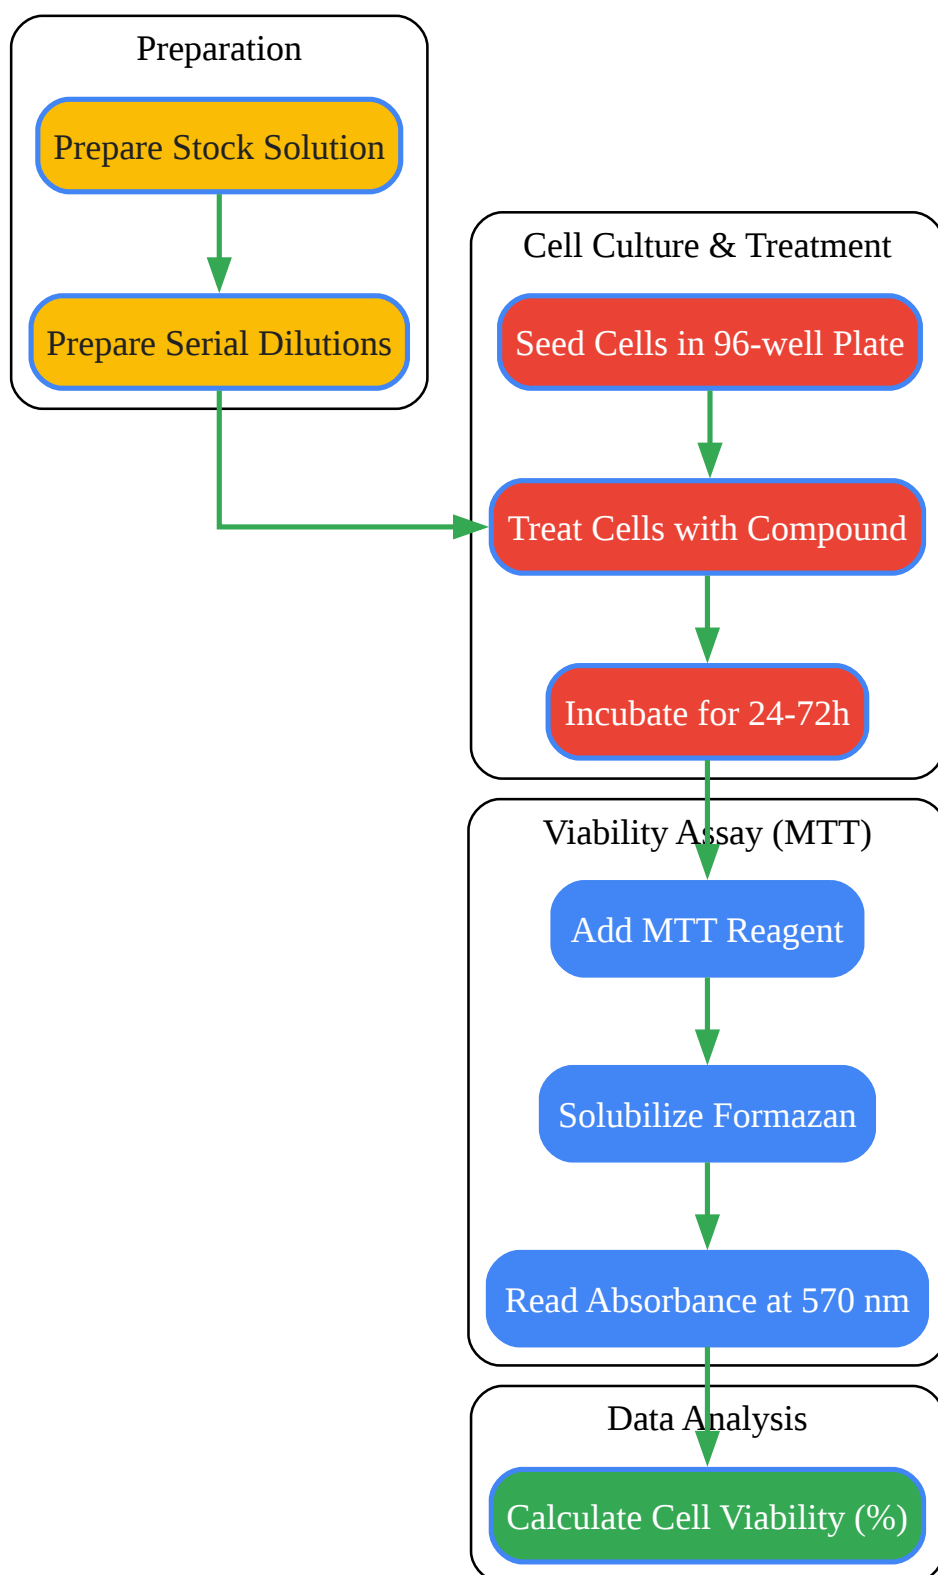 Preparation
Prepare Stock Solution
Prepare Serial Dilutions
Cell Culture & Treatment
Seed Cells in 96-well Plate
Treat Cells with Compound
Incubate for 24-72h
Viability Assay (MTT)
Add MTT Reagent
Solubilize Formazan
Read Absorbance at 570 nm
Data Analysis
Calculate Cell Viability (%)